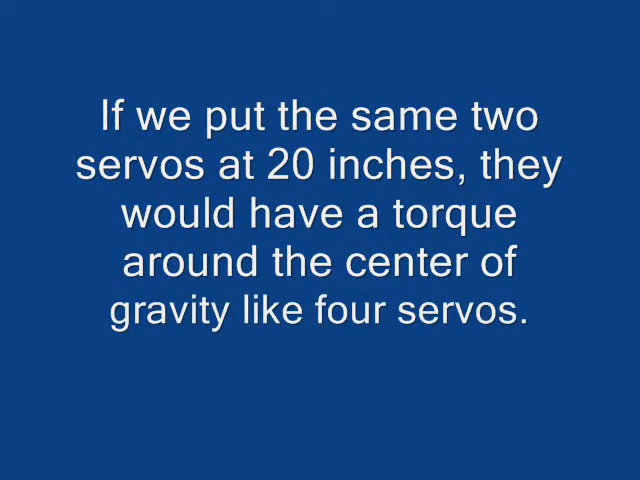 If we put the same two
servos at 20 inches, they
would have a torque
around the center of
gravity like four servos.